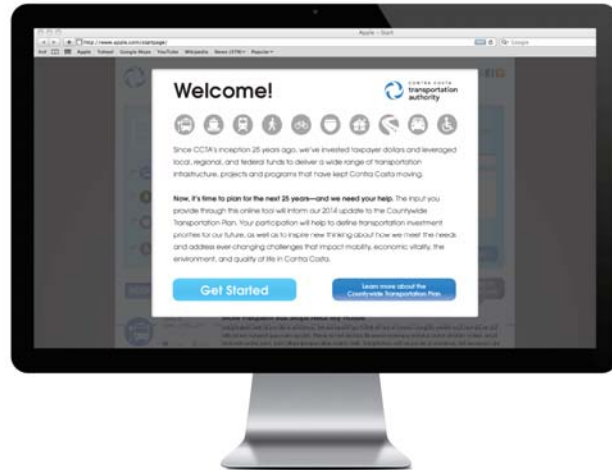 Apple – Start
http://www.apple.com/startpage/
Google
Apple Yahoo! Google Maps YouTube Wikipedia News (979) Popular
Welcome!
CONTRA COSTA
transportation
authority
Since CCTA's inception 25 years ago, we've invested taxpayer dollars and leveraged
local, regional, and federal funds to deliver a wide range of transportation
infrastructure, projects and programs that have kept Contra Costa moving.
Now, it's time to plan for the next 25 years—and we need your help. The input you
provide through this online tool will inform our 2014 update to the Countywide
Transportation Plan. Your participation will help to define transportation investment
priorities for our future, as well as to inspire new thinking about how we meet the needs
and address ever-changing challenges that impact mobility, economic vitality, the
environment, and quality of life in Contra Costa.
Get Started
Learn more about the
Countywide Transportation Plan